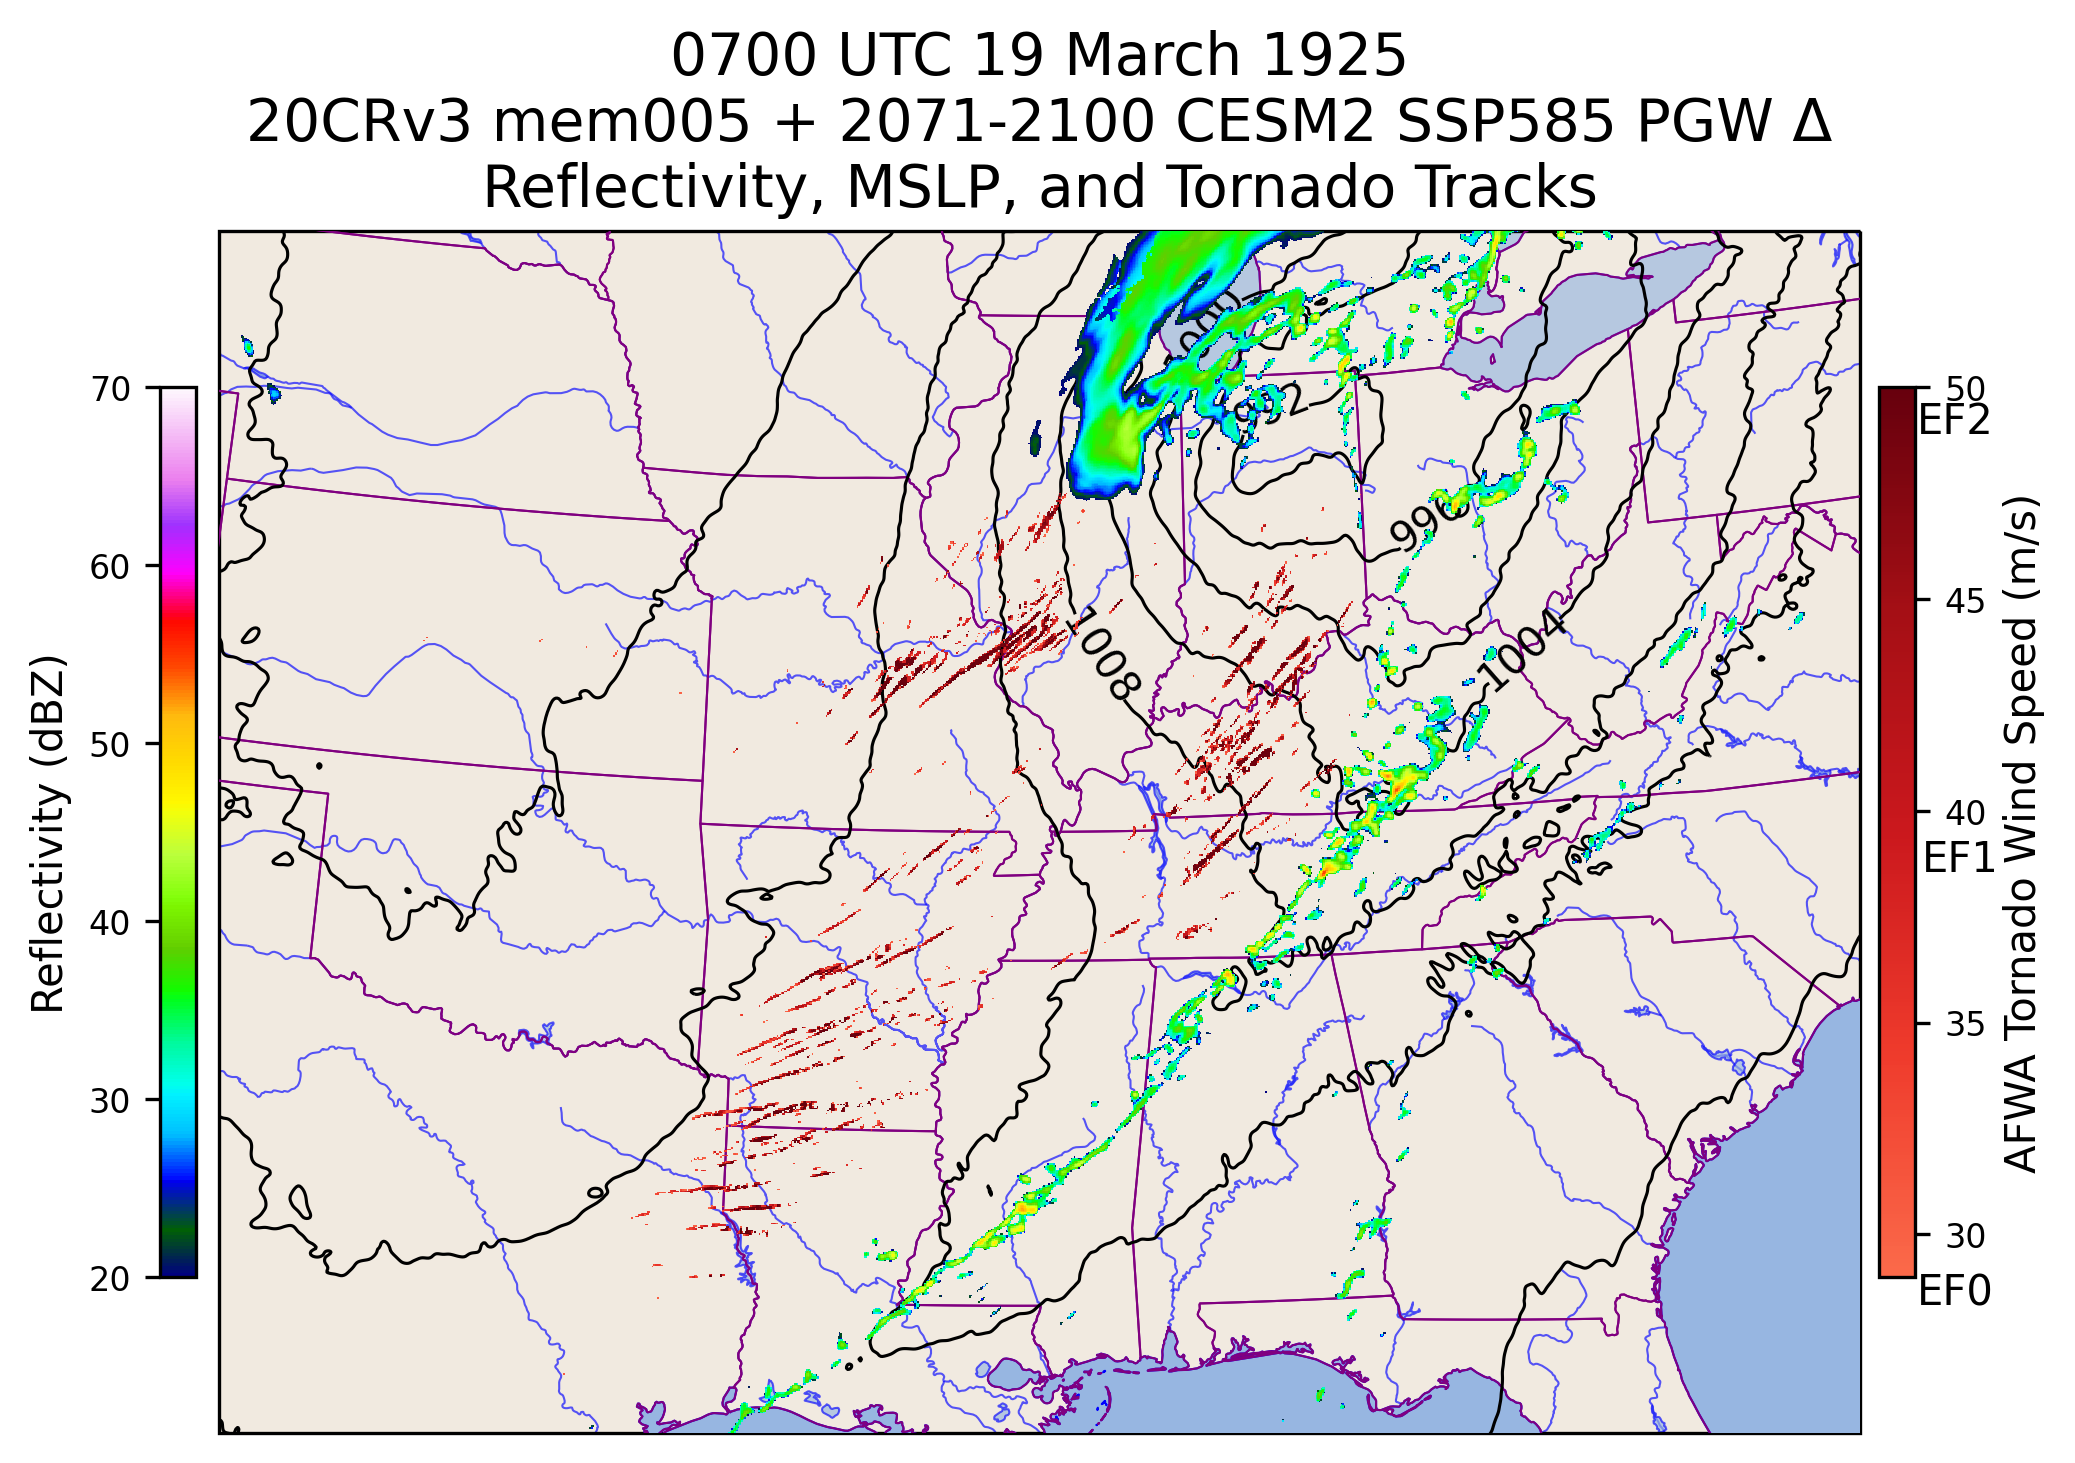 0700 UTC 19 March 1925
20CRv3 mem005 + 2071-2100 CESM2 SSP585 PGW Δ
Reflectivity, MSLP, and Tornado Tracks
70
60
50
40
30
20
Reflectivity (dBZ)
1000
992
996
1004
1008
50
EF2
45
40
EF1
35
30
EF0
AFWA Tornado Wind Speed (m/s)